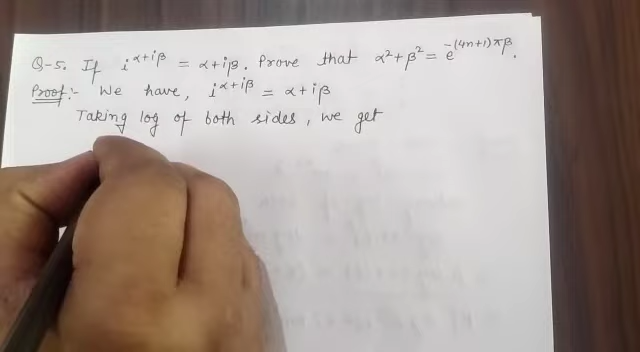 Q-5. If i^α+iβ = α+iβ. Prove that α²+β² = e^-(4n+1)πβ.
Proof:- We have, i^α+iβ = α+iβ
Taking log of both sides, we get